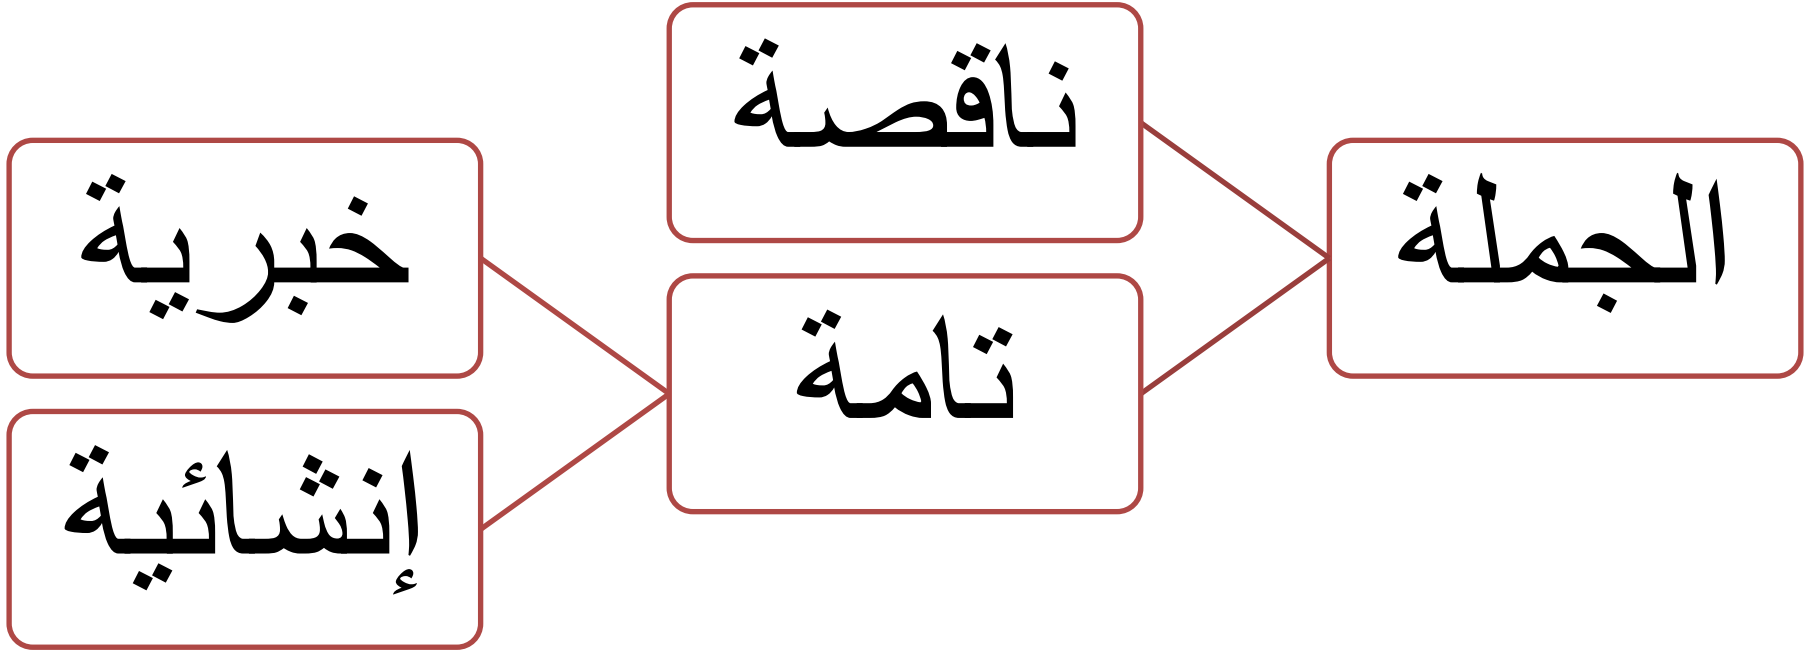 الجملة
ناقصة
تامة
خبرية
إنشائية